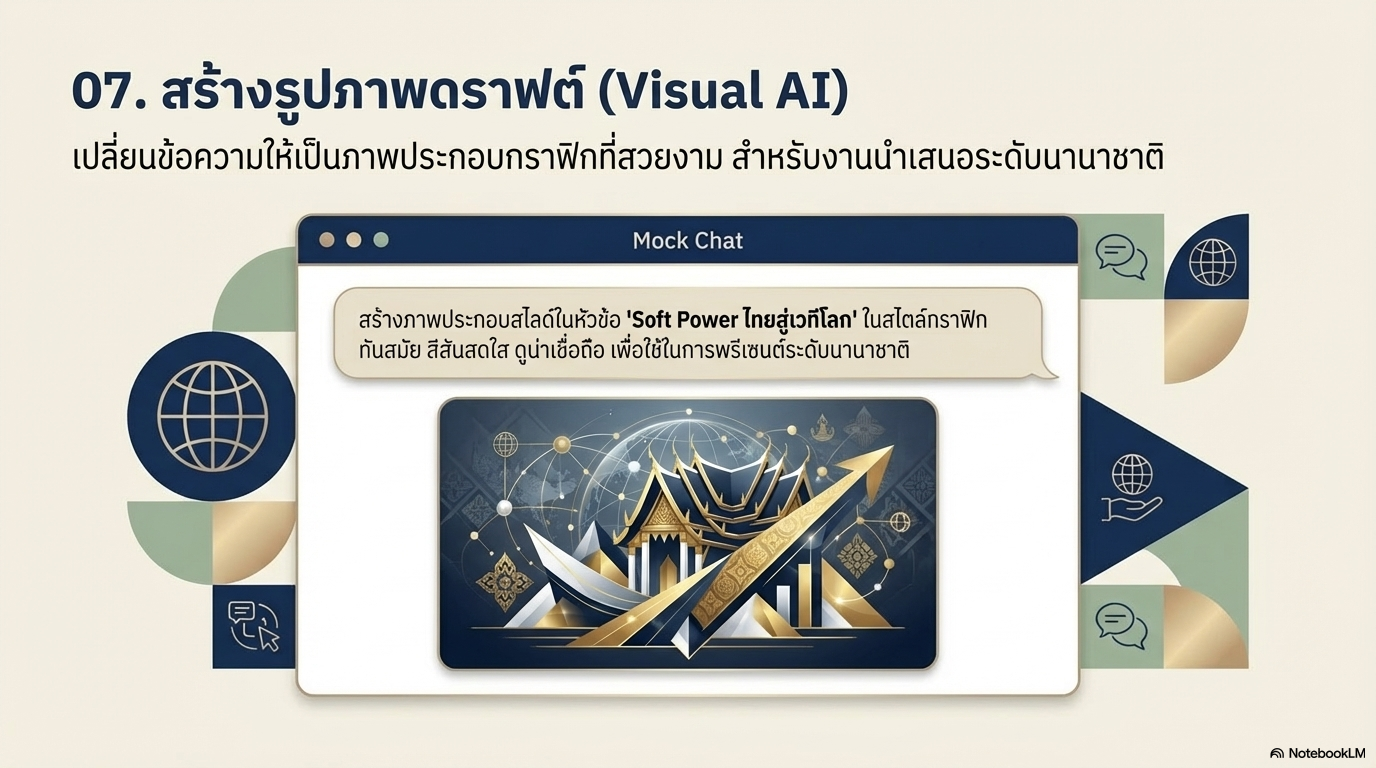 07. สร้างรูปภาพดราฟต์ (Visual AI)
เปลี่ยนข้อความให้เป็นภาพประกอบกราฟิกที่สวยงาม สำหรับงานนำเสนอระดับนานาชาติ
Mock Chat
สร้างภาพประกอบสไลด์ในหัวข้อ 'Soft Power ไทยสู่เวทีโลก' ในสไตล์กราฟิก
ทันสมัย สีสันสดใส ดูน่าเชื่อถือ เพื่อใช้ในการพรีเซนต์ระดับนานาชาติ
NotebookLM